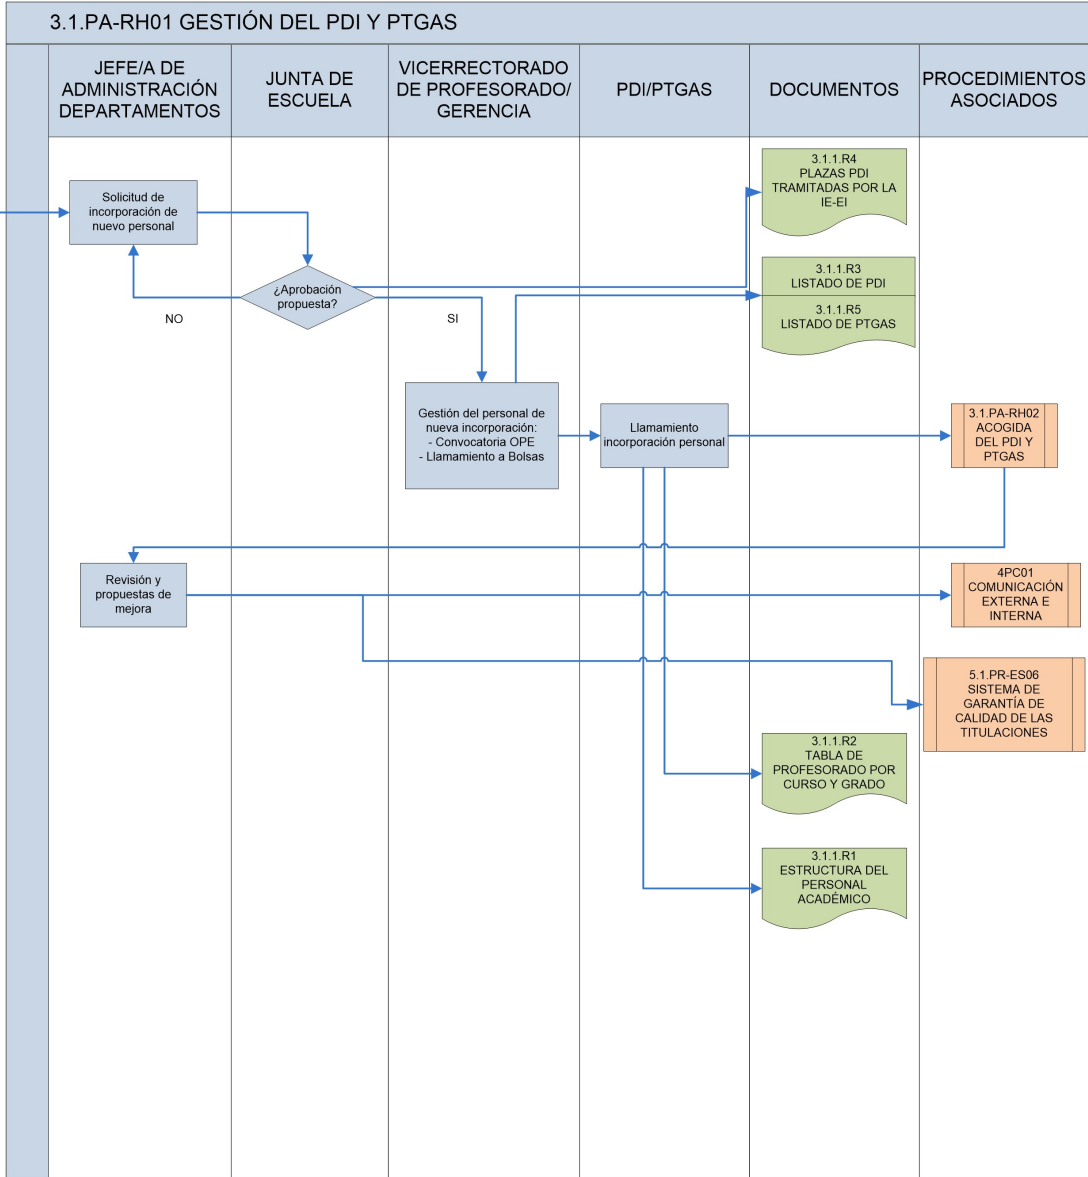 3.1.PA-RH01 GESTIÓN DEL PDI Y PTGAS
JEFE/A DE
ADMINISTRACIÓN
DEPARTAMENTOS
JUNTA DE
ESCUELA
VICERRECTORADO
DE PROFESORADO/
GERENCIA
PDI/PTGAS
DOCUMENTOS
PROCEDIMIENTOS
ASOCIADOS
3.1.1.R4
PLAZAS PDI
TRAMITADAS POR LA
IE-EI
Solicitud de
incorporación de
nuevo personal
¿Aprobación
propuesta?
NO
SI
3.1.1.R3
LISTADO DE PDI
3.1.1.R5
LISTADO DE PTGAS
Gestión del personal de
nueva incorporación:
- Convocatoria OPE
- Llamamiento a Bolsas
Llamamiento
incorporación personal
3.1.PA-RH02
ACOGIDA
DEL PDI Y
PTGAS
Revisión y
propuestas de
mejora
4PC01
COMUNICACIÓN
EXTERNA E
INTERNA
5.1.PR-ES06
SISTEMA DE
GARANTÍA DE
CALIDAD DE LAS
TITULACIONES
3.1.1.R2
TABLA DE
PROFESORADO POR
CURSO Y GRADO
3.1.1.R1
ESTRUCTURA DEL
PERSONAL
ACADÉMICO